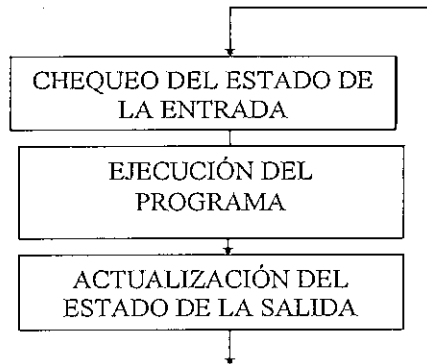 CHEQUEO DEL ESTADO DE
LA ENTRADA
EJECUCIÓN DEL
PROGRAMA
ACTUALIZACIÓN DEL
ESTADO DE LA SALIDA